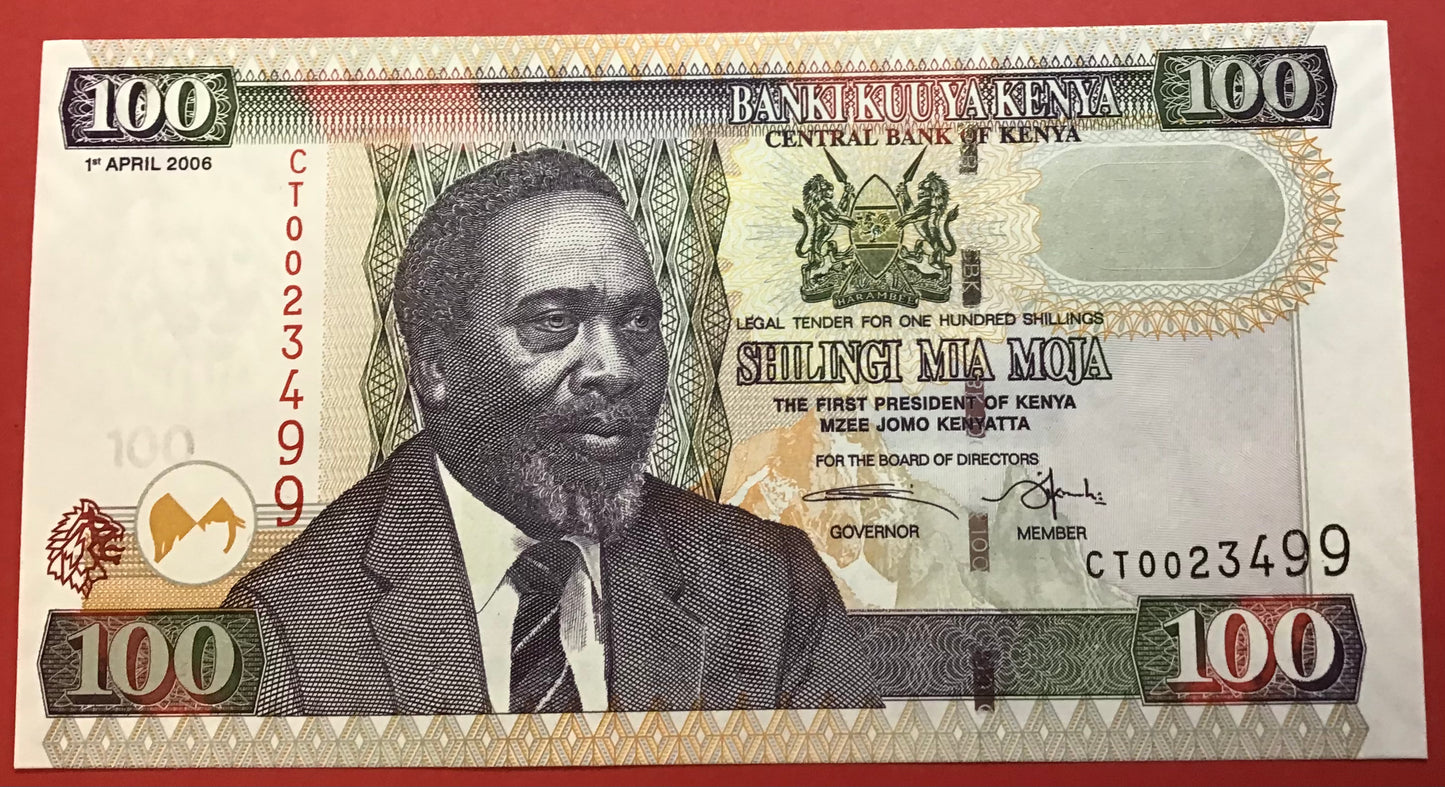 100
BANKI KUU YA KENYA
100
CENTRAL BANK OF KENYA
1st APRIL 2006
CT0023499
HARAMBEE
LEGAL TENDER FOR ONE HUNDRED SHILLINGS
SHILINGI MIA MOJA
THE FIRST PRESIDENT OF KENYA
MZEE JOMO KENYATTA
100
FOR THE BOARD OF DIRECTORS
GOVERNOR
MEMBER
CT0023499
100
100